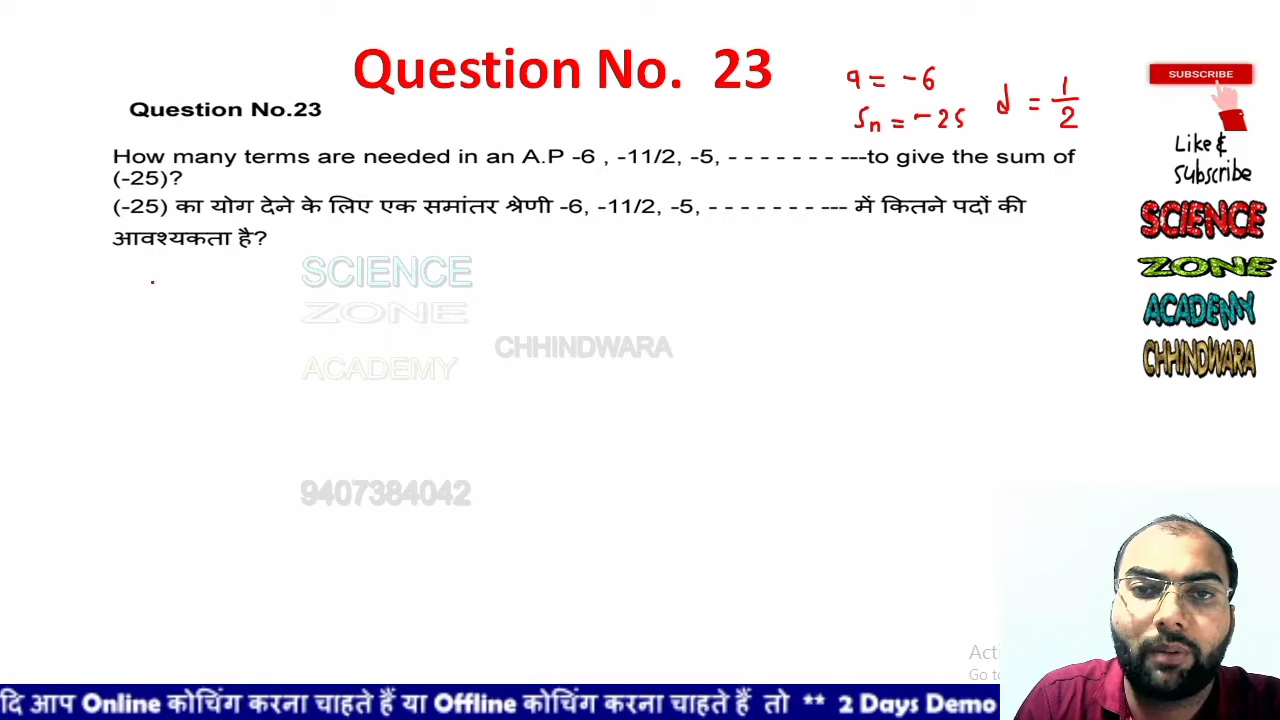 Question No. 23
a = -6
Sn = -25
d = 1/2
SUBSCRIBE
Question No.23
Like &
Subscribe
How many terms are needed in an A.P -6 , -11/2, -5, - - - - - - - ---to give the sum of
(-25)?
(-25) का योग देने के लिए एक समांतर श्रेणी -6, -11/2, -5, - - - - - - - --- में कितने पदों की
आवश्यकता है?
SCIENCE
ZONE
ACADEMY
CHHINDWARA
SCIENCE
ZONE
ACADEMY
CHHINDWARA
9407384042
Acti
Go to
दि आप Online कोचिंग करना चाहते हैं या Offline कोचिंग करना चाहते हैं तो ** 2 Days Demo